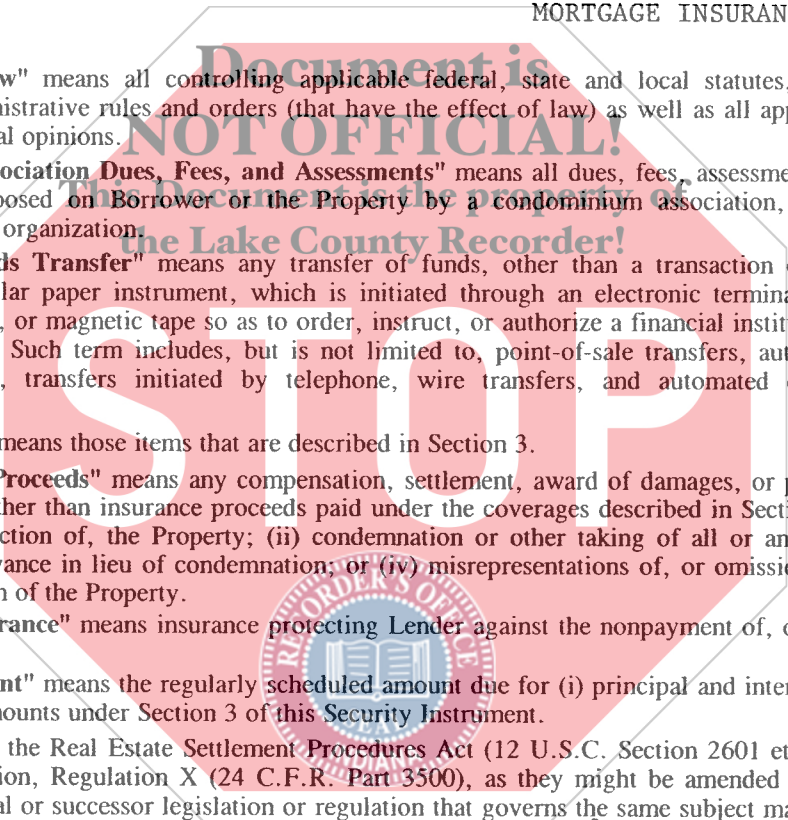 MORTGAGE INSURAN
Document is
w" means all controlling applicable federal, state and local statutes,
nistrative rules and orders (that have the effect of law) as well as all app
al opinions.
NOT OFFICIAL!
ociation Dues, Fees, and Assessments" means all dues, fees, assessme
This Document is the property of
posed on Borrower or the Property by a condominium association,
organization.
the Lake County Recorder!
ds Transfer" means any transfer of funds, other than a transaction
lar paper instrument, which is initiated through an electronic termina
, or magnetic tape so as to order, instruct, or authorize a financial instit
Such term includes, but is not limited to, point-of-sale transfers, aut
, transfers initiated by telephone, wire transfers, and automated
STOP
means those items that are described in Section 3.
Proceeds" means any compensation, settlement, award of damages, or p
ther than insurance proceeds paid under the coverages described in Secti
ction of, the Property; (ii) condemnation or other taking of all or an
yance in lieu of condemnation; or (iv) misrepresentations of, or omissi
n of the Property.
rance" means insurance protecting Lender against the nonpayment of, o
RECORDER'S OFFICE
nt" means the regularly scheduled amount due for (i) principal and inter
mounts under Section 3 of this Security Instrument.
SEAL
the Real Estate Settlement Procedures Act (12 U.S.C. Section 2601 et
INDIANA
ion, Regulation X (24 C.F.R. Part 3500), as they might be amended
al or successor legislation or regulation that governs the same subject ma